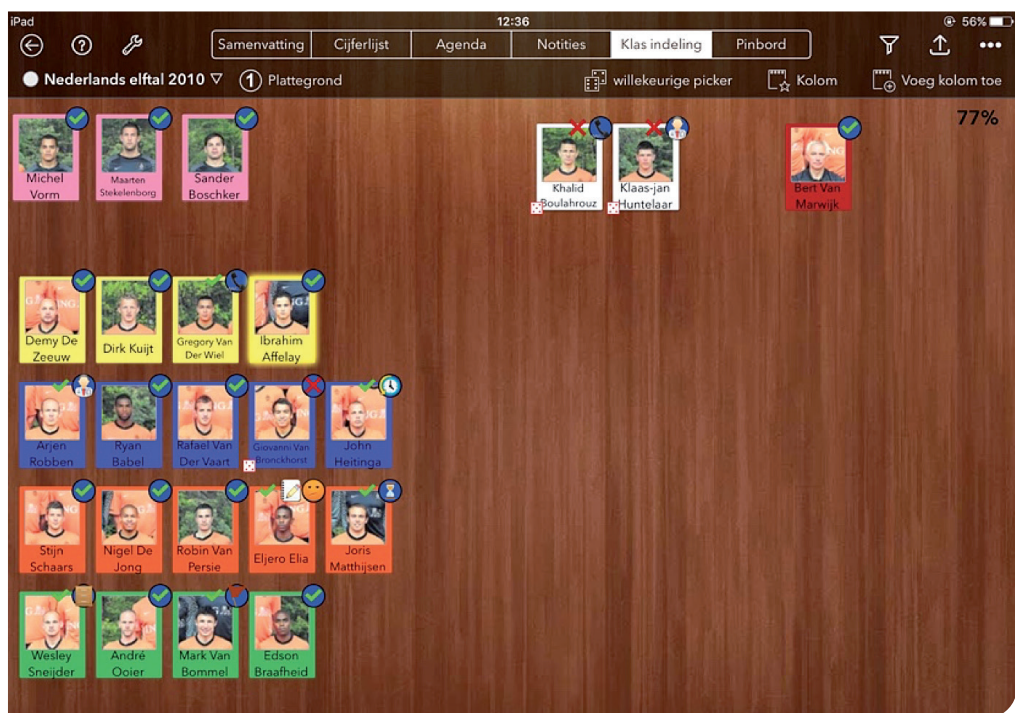 iPad
12:36
56%
Samenvatting
Cijferlijst
Agenda
Notities
Klas indeling
Pinbord
Nederlands elftal 2010
1 Plattegrond
willekeurige picker
Kolom
Voeg kolom toe
77%
Michel
Vorm
Maarten
Stekelenborg
Sander
Boschker
Khalid
Boulahrouz
Klaas-jan
Huntelaar
Bert Van
Marwijk
Demy De
Zeeuw
Dirk Kuijt
Gregory Van
Der Wiel
Ibrahim
Affelay
Arjen
Robben
Ryan
Babel
Rafael Van
Der Vaart
Giovanni Van
Bronckhorst
John
Heitinga
Stijn
Schaars
Nigel De
Jong
Robin Van
Persie
Eljero Elia
Joris
Matthijsen
Wesley
Sneijder
André
Ooier
Mark Van
Bommel
Edson
Braafheid